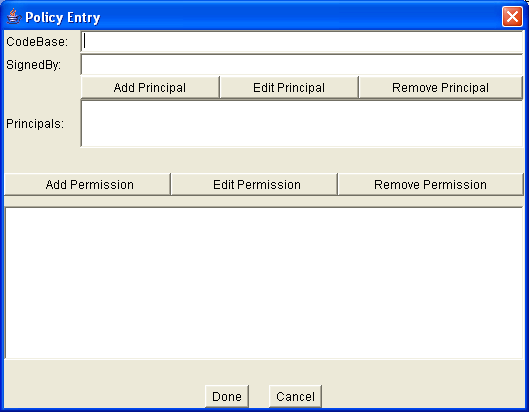 Policy Entry
CodeBase:
SignedBy:
Add Principal Edit Principal Remove Principal
Principals:
Add Permission Edit Permission Remove Permission
Done Cancel